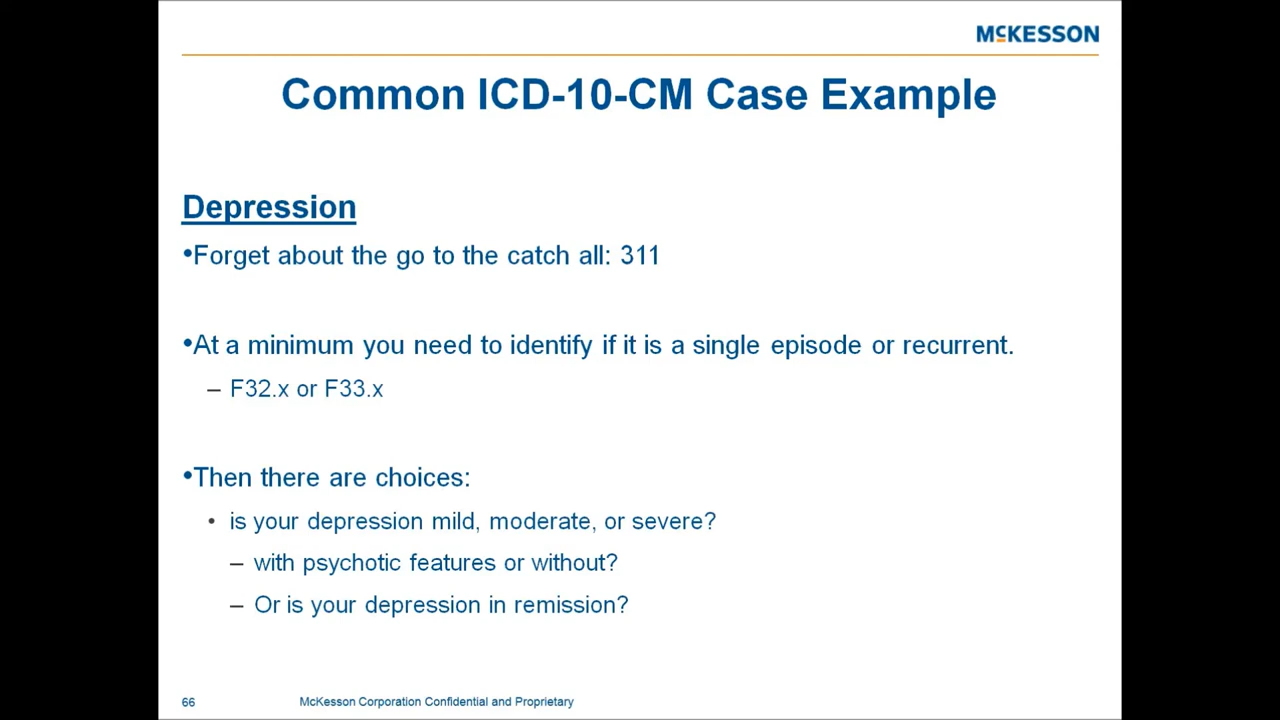 MCKESSON
Common ICD-10-CM Case Example
Depression
•Forget about the go to the catch all: 311
•At a minimum you need to identify if it is a single episode or recurrent.
– F32.x or F33.x
•Then there are choices:
• is your depression mild, moderate, or severe?
– with psychotic features or without?
– Or is your depression in remission?
66 McKesson Corporation Confidential and Proprietary